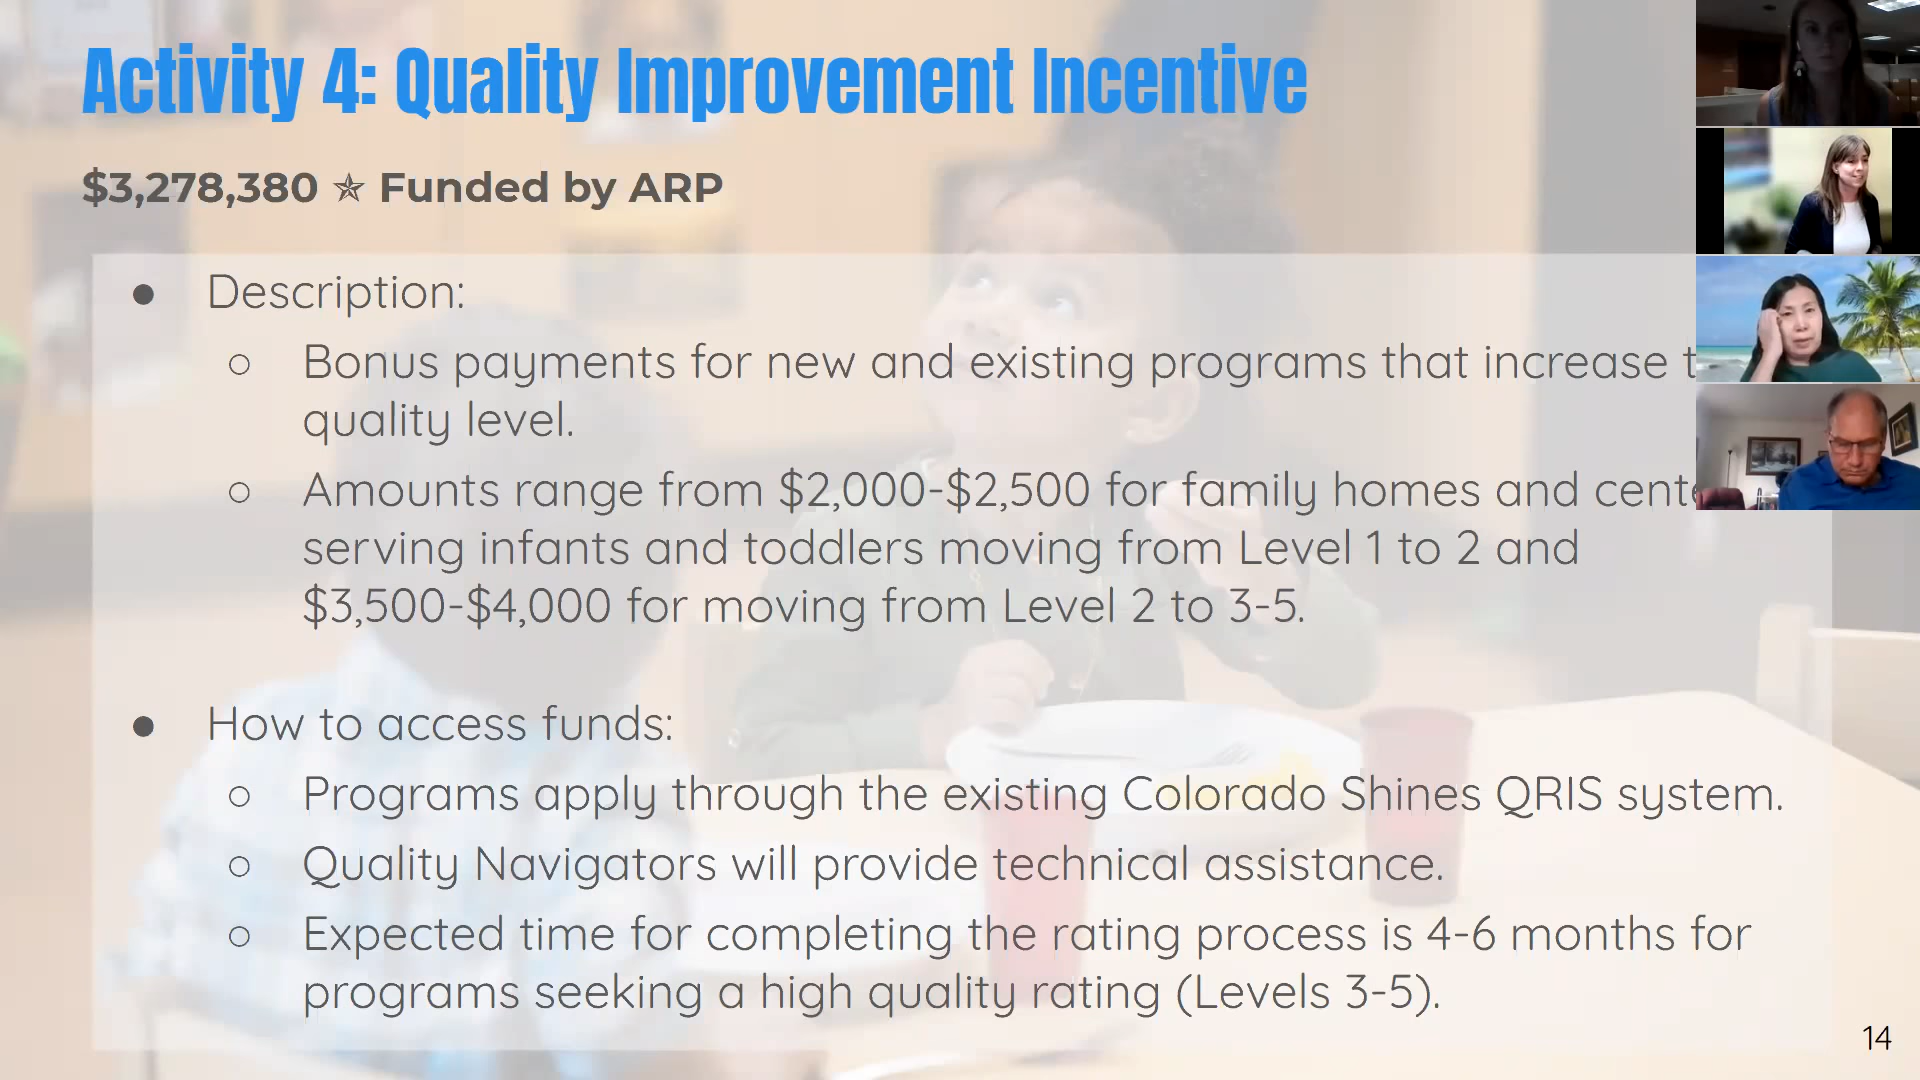 Activity 4: Quality Improvement Incentive
$3,278,380 ✯ Funded by ARP
● Description:
○ Bonus payments for new and existing programs that increase
quality level.
○ Amounts range from $2,000-$2,500 for family homes and
serving infants and toddlers moving from Level 1 to 2 and
$3,500-$4,000 for moving from Level 2 to 3-5.
● How to access funds:
○ Programs apply through the existing Colorado Shines QRIS system.
○ Quality Navigators will provide technical assistance.
○ Expected time for completing the rating process is 4-6 months for
programs seeking a high quality rating (Levels 3-5).
14